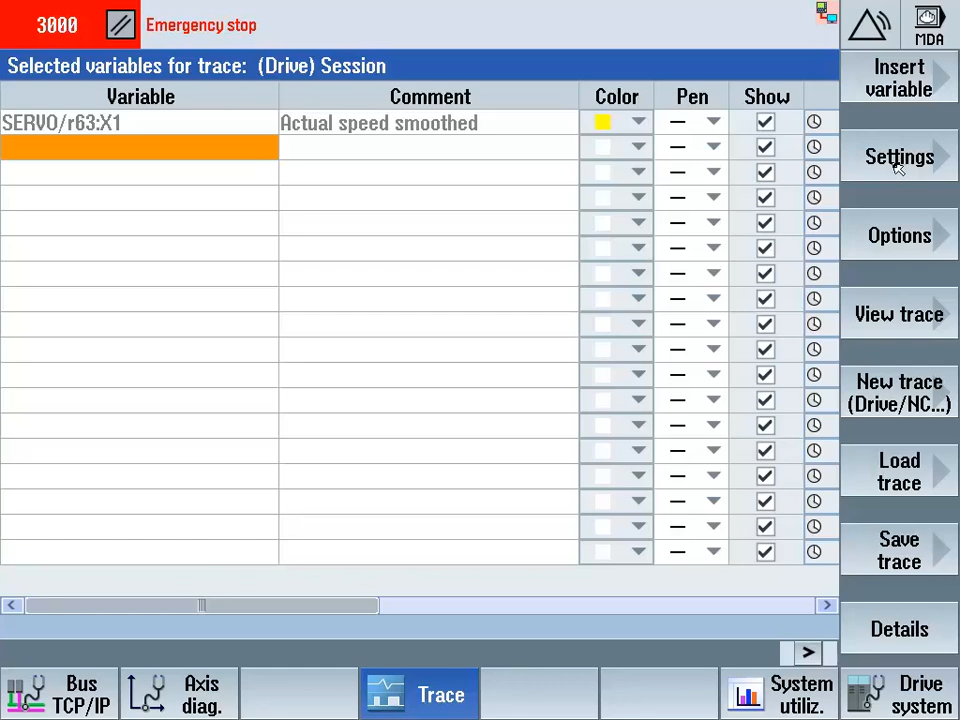 3000
Emergency stop
MDA
Selected variables for trace: (Drive) Session
Variable
Comment
Color
Pen
Show
SERVO/r63:X1
Actual speed smoothed
Insert
variable
Settings
Options
View trace
New trace
(Drive/NC...)
Load
trace
Save
trace
Details
>
Bus
TCP/IP
Axis
diag.
Trace
System
utiliz.
Drive
system